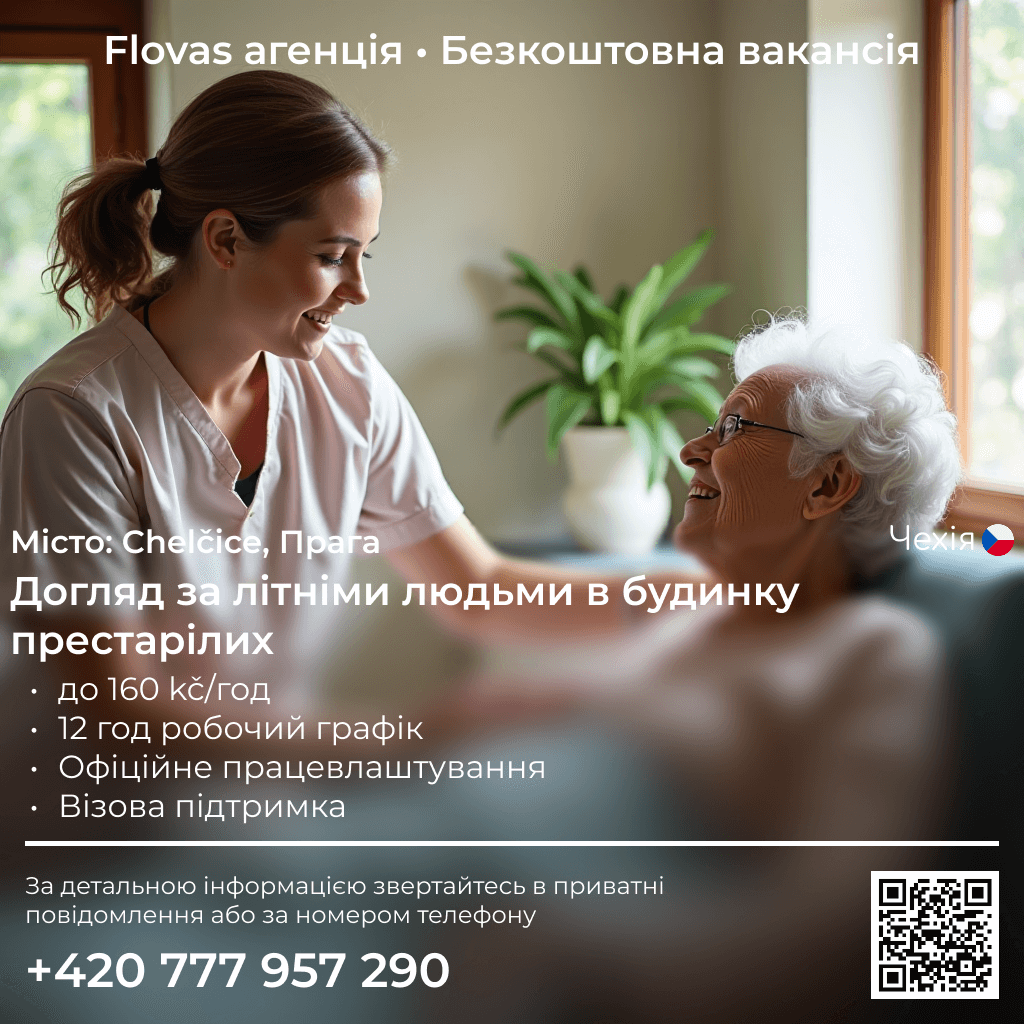 Flovas агенція • Безкоштовна вакансія
Місто: Chelčice, Прага
Чехія
Догляд за літніми людьми в будинку
престарілих
• до 160 kč/год
• 12 год робочий графік
• Офіційне працевлаштування
• Візова підтримка
За детальною інформацією звертайтесь в приватні
повідомлення або за номером телефону
+420 777 957 290